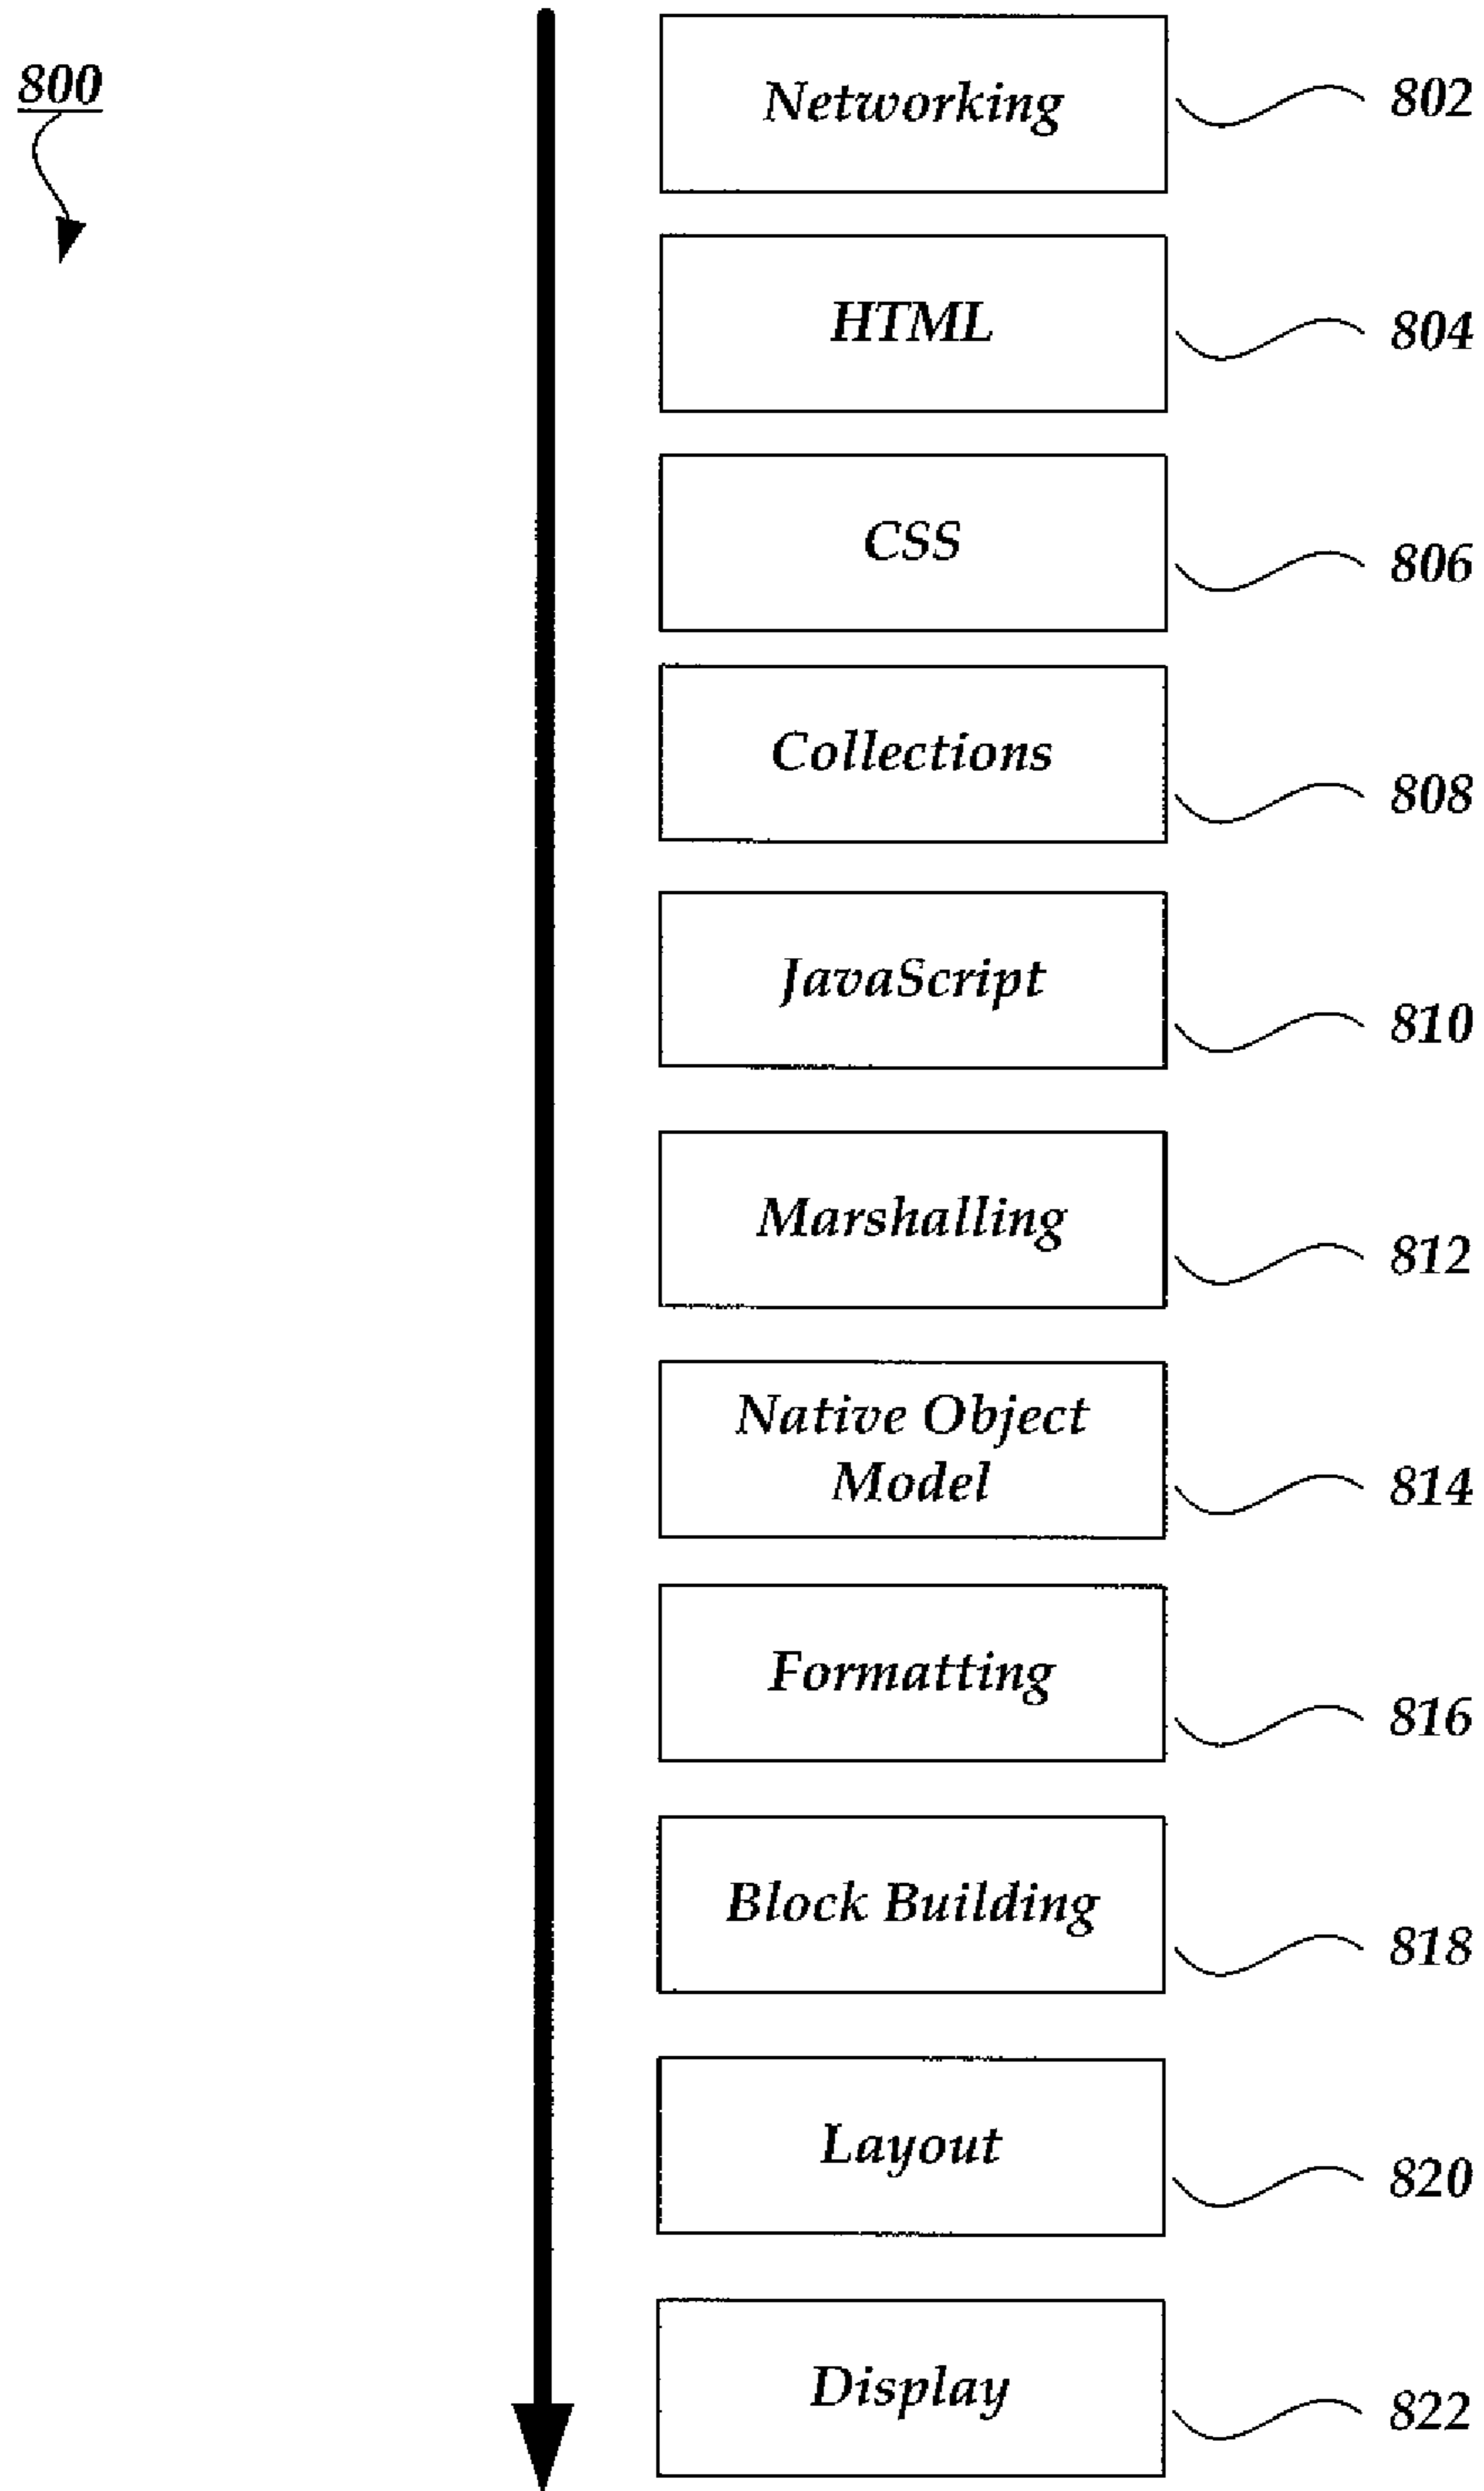 800
Networking
802
HTML
804
CSS
806
Collections
808
JavaScript
810
Marshalling
812
Native Object
Model
814
Formatting
816
Block Building
818
Layout
820
Display
822